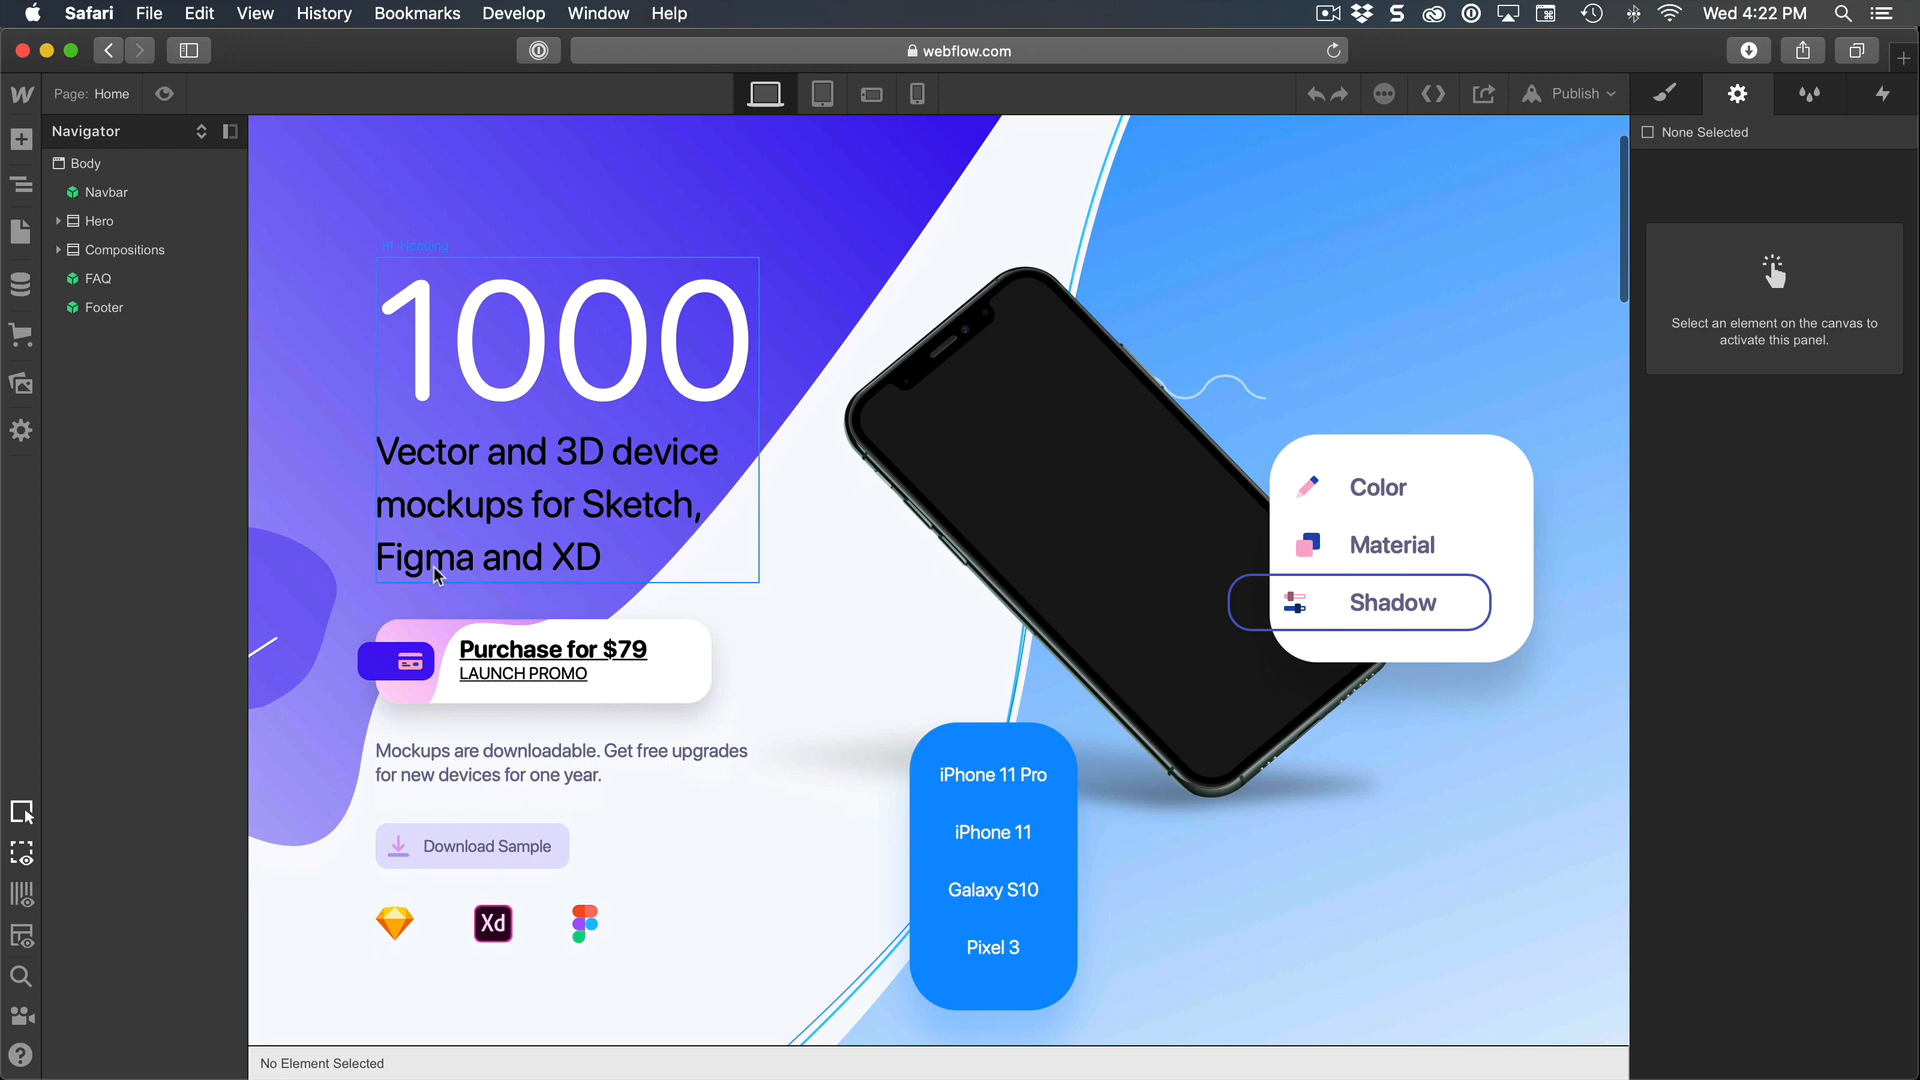 Safari File Edit View History Bookmarks Develop Window Help
Wed 4:22 PM
webflow.com
Page: Home
Publish
Navigator
None Selected
Body
Navbar
Hero
Compositions
FAQ
Footer
H1 Heading
1000
Vector and 3D device
mockups for Sketch,
Figma and XD
Purchase for $79
LAUNCH PROMO
Mockups are downloadable. Get free upgrades
for new devices for one year.
Download Sample
Xd
iPhone 11 Pro
iPhone 11
Galaxy S10
Pixel 3
Color
Material
Shadow
Select an element on the canvas to
activate this panel.
No Element Selected